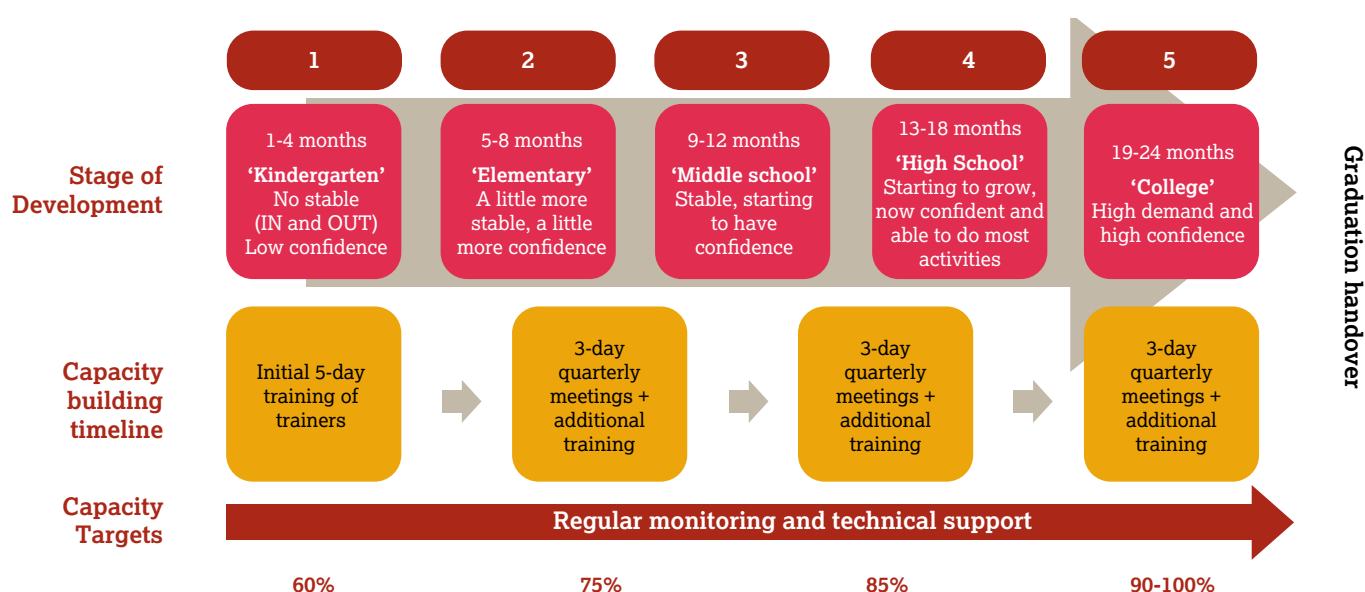 1
2
3
4
5
Stage of
Development
1-4 months
‘Kindergarten’
No stable
(IN and OUT)
Low confidence
5-8 months
‘Elementary’
A little more
stable, a little
more confidence
9-12 months
‘Middle school’
Stable, starting
to have
confidence
13-18 months
‘High School’
Starting to grow,
now confident and
able to do most
activities
19-24 months
‘College’
High demand and
high confidence
Graduation handover
Capacity
building
timeline
Initial 5-day
training of
trainers
3-day
quarterly
meetings +
additional
training
3-day
quarterly
meetings +
additional
training
3-day
quarterly
meetings +
additional
training
Capacity
Targets
Regular monitoring and technical support
60%
75%
85%
90-100%